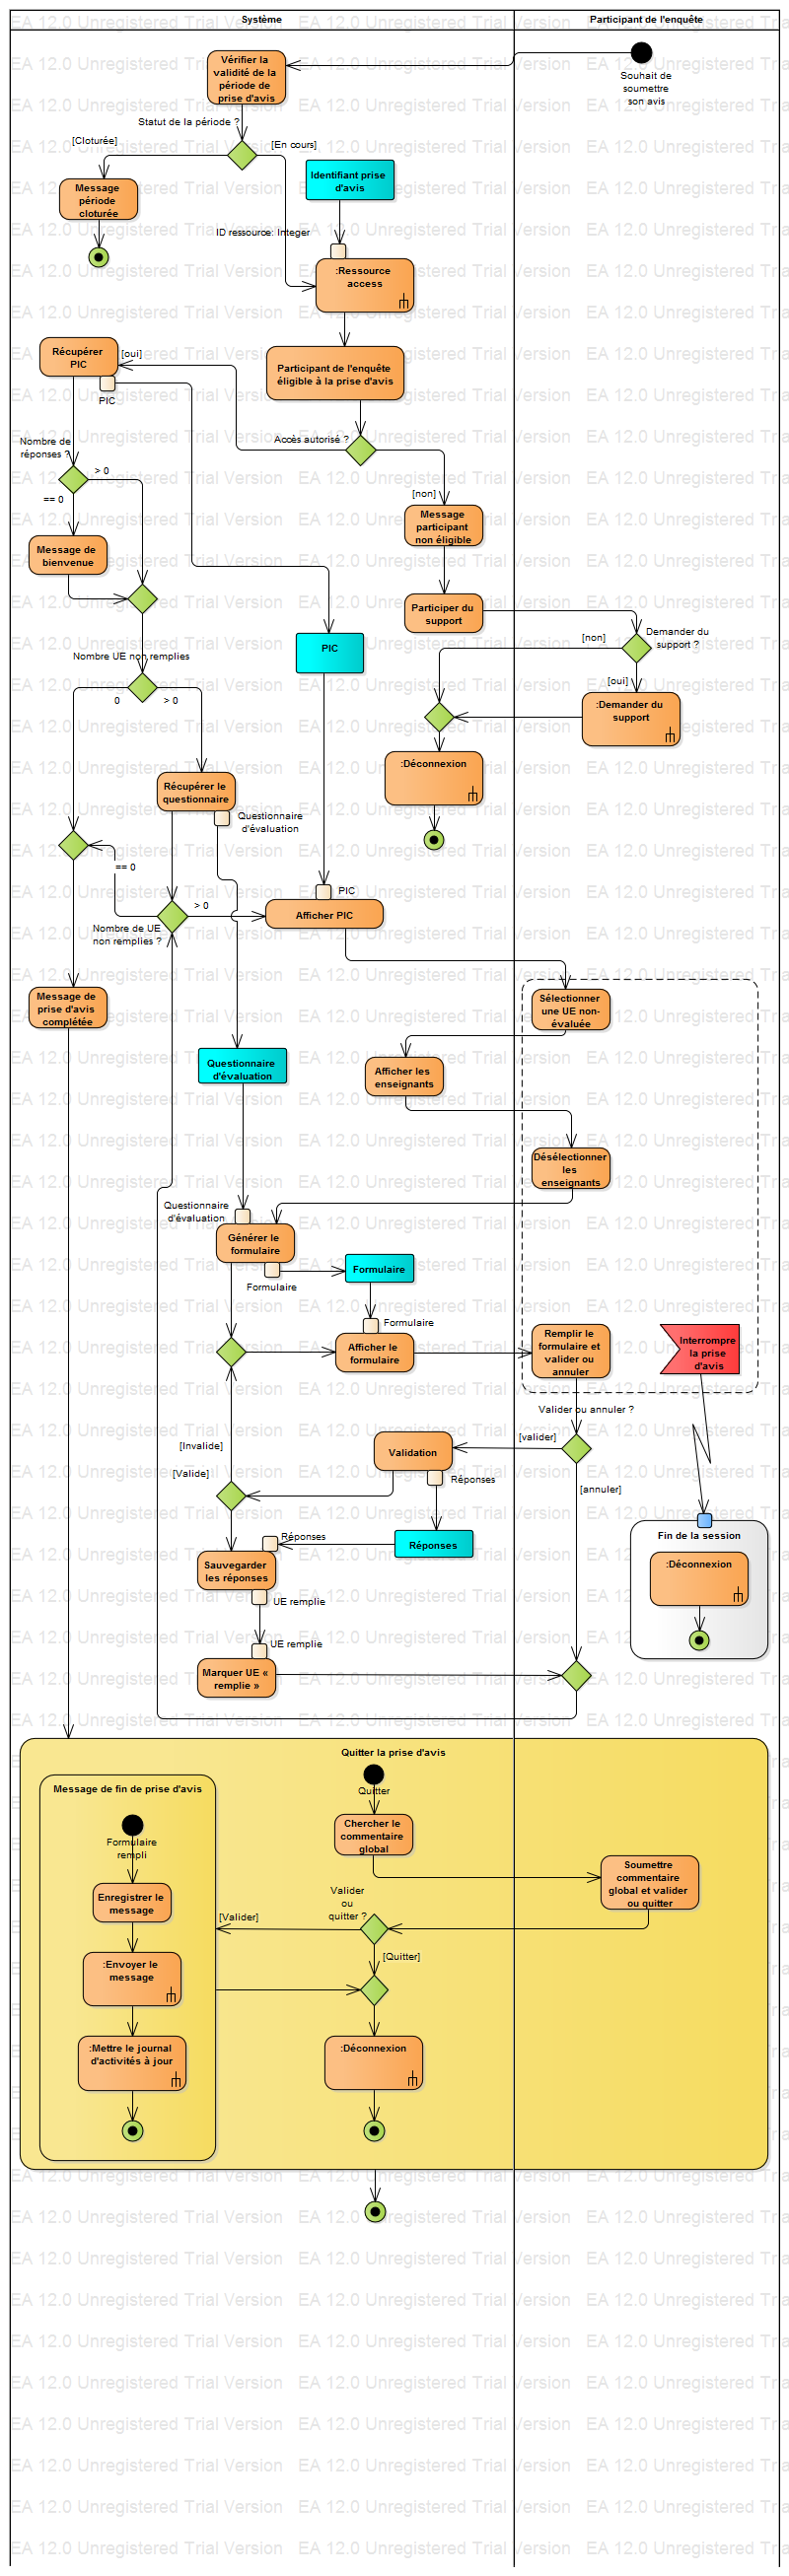 Système
Participant de l'enquête
Vérifier la
validité de la
période de
prise d'avis
Souhait de
soumettre
son avis
Statut de la période ?
[Cloturée]
[En cours]
Message
période
cloturée
Identifiant prise
d'avis
ID ressource: Integer
:Ressource
access
Récupérer
PIC
[oui]
PIC
Participant de l'enquête
éligible à la prise d'avis
Accès autorisé ?
Nombre de
réponses ?
> 0
== 0
[non]
Message
participant
non éligible
Message de
bienvenue
Participer du
support
Nombre UE non remplies
0
> 0
PIC
[non]
Demander du
support ?
[oui]
:Demander du
support
:Déconnexion
Récupérer le
questionnaire
Questionnaire
d'évaluation
== 0
> 0
Nombre de UE
non remplies ?
PIC
Afficher PIC
Message de
prise d'avis
complétée
Sélectionner
une UE non-
évaluée
Questionnaire
d'évaluation
Afficher les
enseignants
Désélectionner
les
enseignants
Questionnaire
d'évaluation
Générer le
formulaire
Formulaire
Formulaire
Formulaire
Afficher le
formulaire
Remplir le
formulaire et
valider ou
annuler
Interrompre
la prise
d'avis
Valider ou annuler ?
[valider]
[annuler]
[Invalide]
[Valide]
Validation
Réponses
Réponses
Réponses
Sauvegarder
les réponses
UE remplie
UE remplie
Marquer UE «
remplie »
Fin de la session
:Déconnexion
Quitter la prise d'avis
Message de fin de prise d'avis
Quitter
Formulaire
rempli
Chercher le
commentaire
global
Soumettre
commentaire
global et valider
ou quitter
Enregistrer le
message
Valider
ou
quitter ?
[Valider]
[Quitter]
:Envoyer le
message
:Mettre le journal
d'activités à jour
:Déconnexion
EA 12.0 Unregistered Trial Version